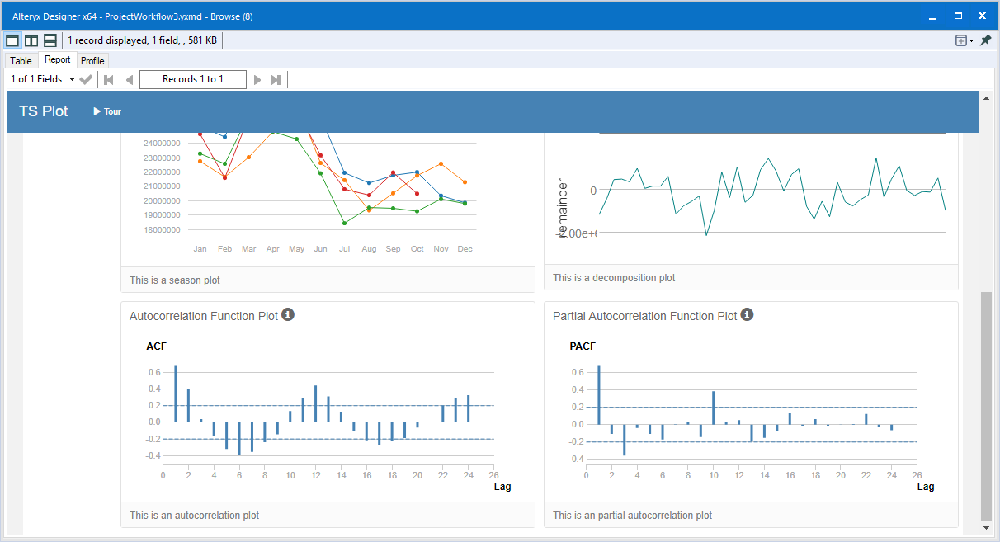 Alteryx Designer x64 - ProjectWorkflow3.yxmd - Browse (8)
1 record displayed, 1 field, , 581 KB
Table Report Profile
1 of 1 Fields Records 1 to 1
TS Plot Tour
24000000
23000000
22000000
21000000
20000000
19000000
18000000
Jan Feb Mar Apr May Jun Jul Aug Sep Oct Nov Dec
This is a season plot
remainder
0
-2.00e+
This is a decomposition plot
Autocorrelation Function Plot
ACF
0.6
0.4
0.2
0.0
-0.2
-0.4
0 2 4 6 8 10 12 14 16 18 20 22 24 26
Lag
This is an autocorrelation plot
Partial Autocorrelation Function Plot
PACF
0.6
0.4
0.2
0.0
-0.2
-0.4
0 2 4 6 8 10 12 14 16 18 20 22 24 26
Lag
This is an partial autocorrelation plot